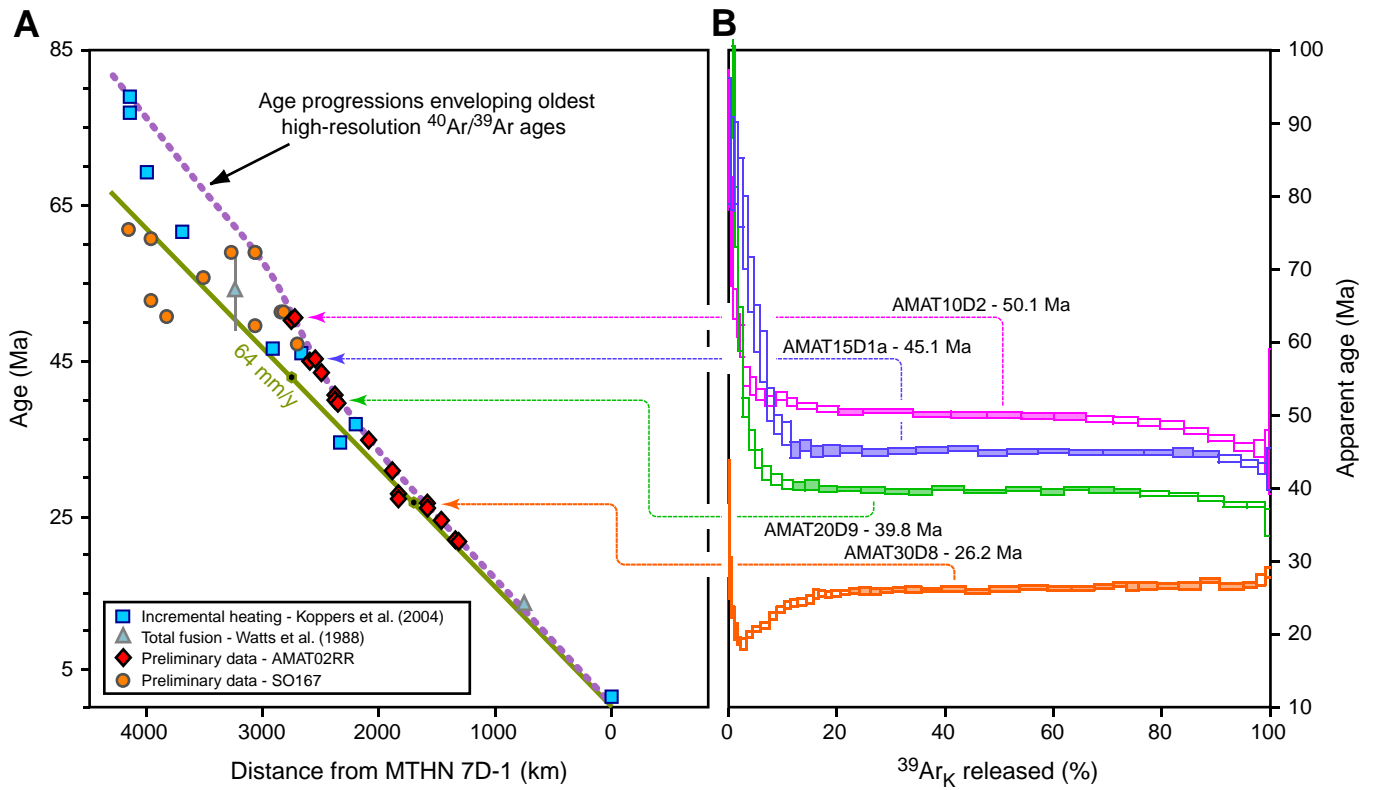 A
B
85
65
45
25
5
Age (Ma)
Age progressions enveloping oldest
high-resolution ⁴⁰Ar/³⁹Ar ages
64 mm/y
Incremental heating - Koppers et al. (2004)
Total fusion - Watts et al. (1988)
Preliminary data - AMAT02RR
Preliminary data - SO167
4000 3000 2000 1000 0
Distance from MTHN 7D-1 (km)
AMAT10D2 - 50.1 Ma
AMAT15D1a - 45.1 Ma
AMAT20D9 - 39.8 Ma
AMAT30D8 - 26.2 Ma
100
90
80
70
60
50
40
30
20
10
Apparent age (Ma)
0 20 40 60 80 100
³⁹Ar_K released (%)